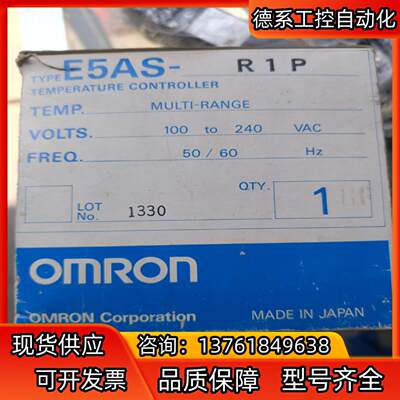 德系工控自动化
TYPE E5AS- R1P
TEMPERATURE CONTROLLER
TEMP. MULTI-RANGE
VOLTS. 100 to 240 VAC
FREQ. 50/60 Hz
LOT No. 1330 QTY. 1
OMRON
OMRON Corporation MADE IN JAPAN
现货供应 咨询：13761849638
可开发票 品质保障 型号齐全